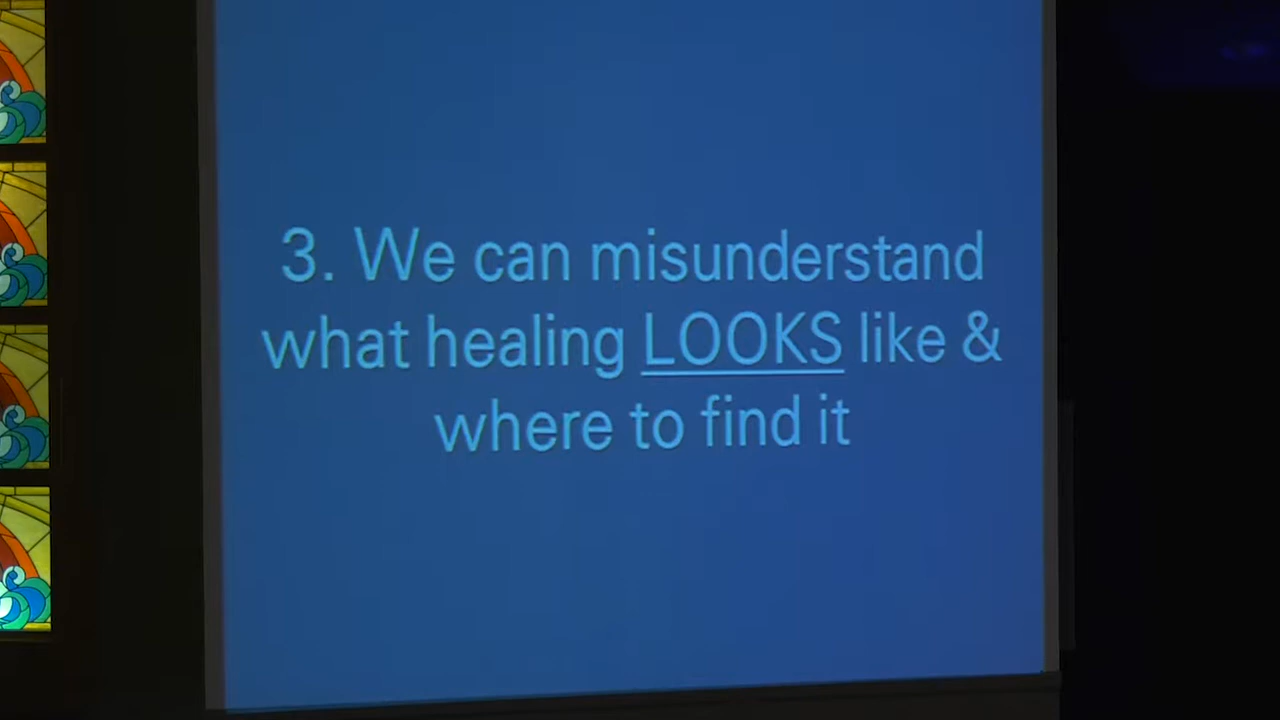 3. We can misunderstand
what healing LOOKS like &
where to find it